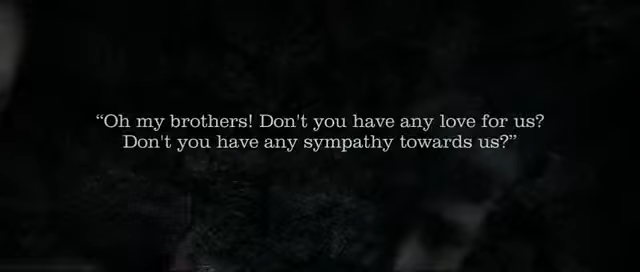 “Oh my brothers! Don't you have any love for us?
Don't you have any sympathy towards us?”